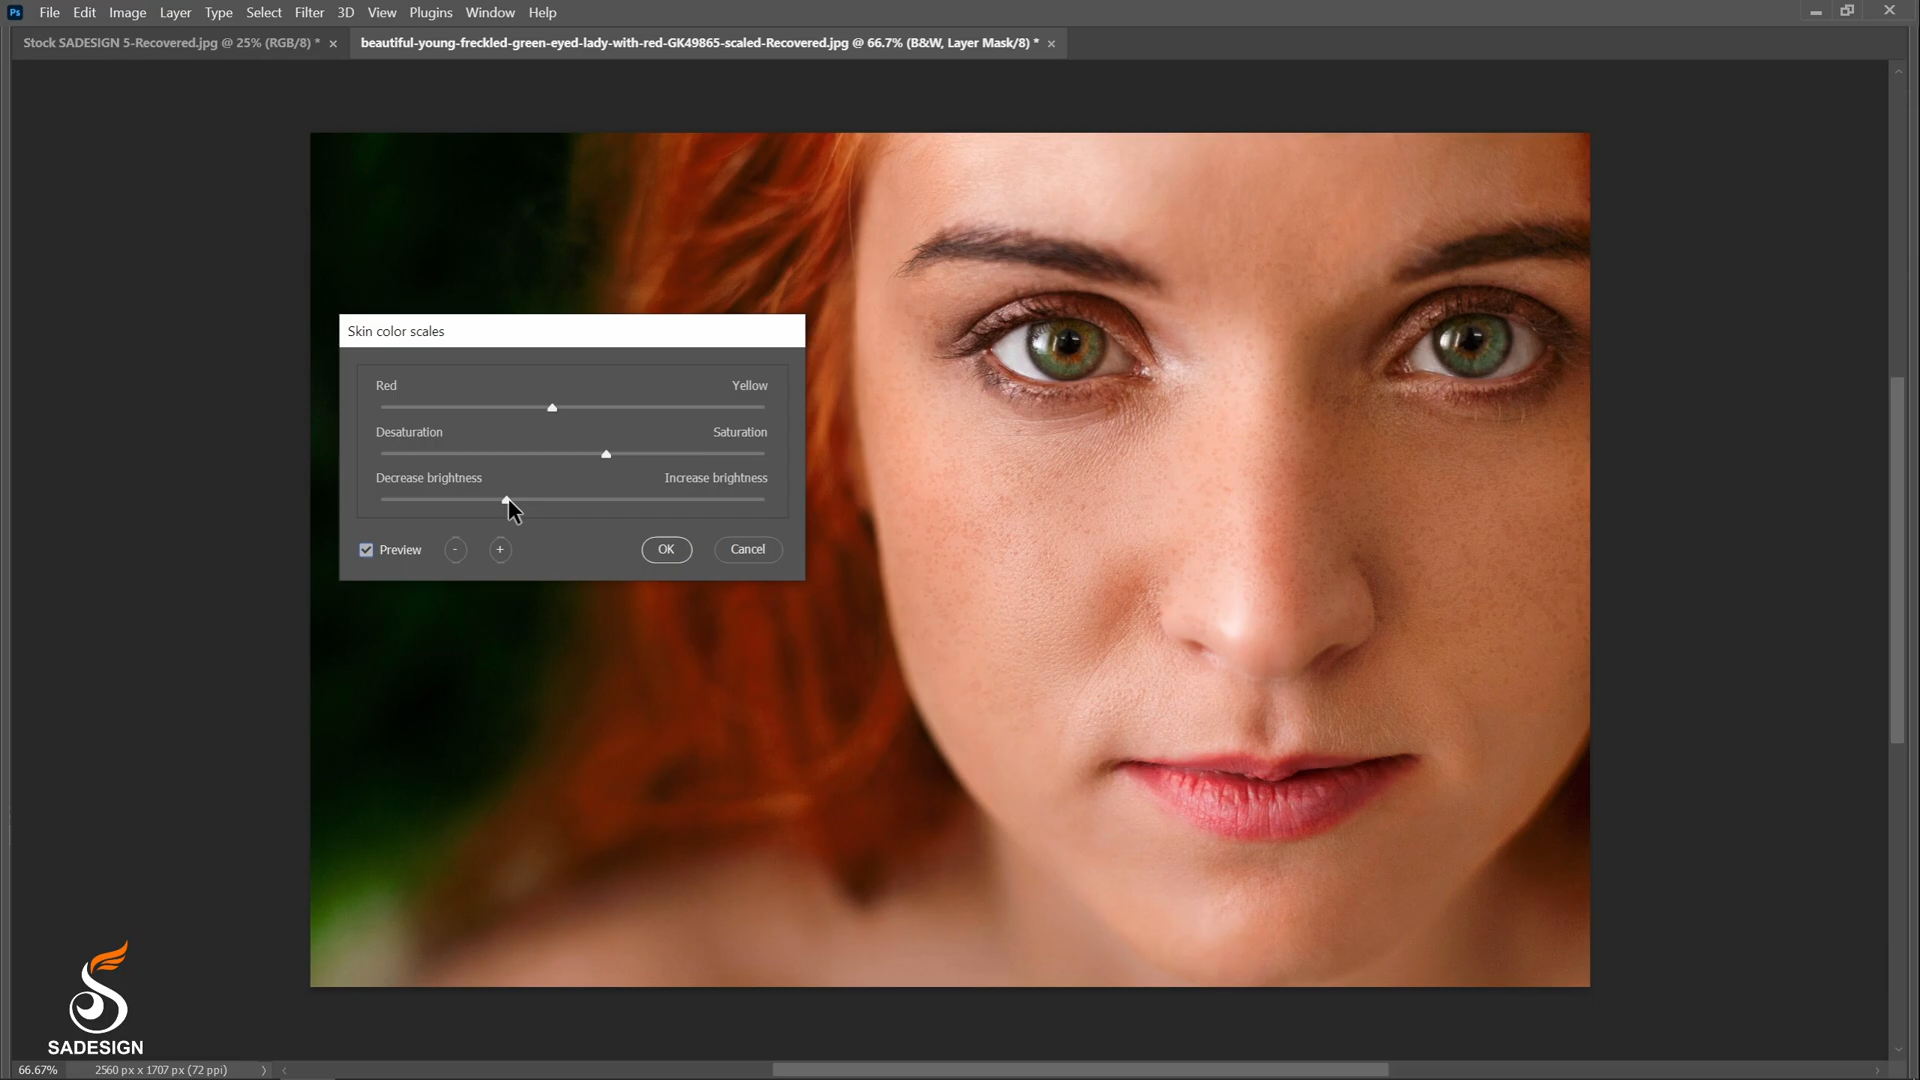 Ps File Edit Image Layer Type Select Filter 3D View Plugins Window Help
Stock SADESIGN 5-Recovered.jpg @ 25% (RGB/8) * ×
beautiful-young-freckled-green-eyed-lady-with-red-GK49865-scaled-Recovered.jpg @ 66.7% (B&W, Layer Mask/8) * ×
Skin color scales
Red Yellow
Desaturation Saturation
Decrease brightness Increase brightness
Preview - + OK Cancel
SADESIGN
66.67% 2560 px x 1707 px (72 ppi)